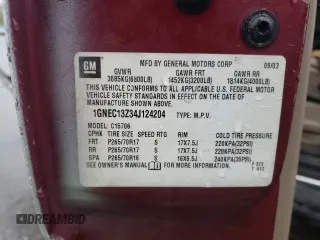 GM
MFD BY GENERAL MOTORS CORP 09/03
GVWR GAWR FRT GAWR RR
3085KG(6800LB) 1452KG(3200LB) 1814KG(4000LB)
THIS VEHICLE CONFORMS TO ALL APPLICABLE U.S. FEDERAL MOTOR
VEHICLE SAFETY STANDARDS IN EFFECT ON THE DATE OF
MANUFACTURE SHOWN ABOVE.
1GNEC13Z34J124204 TYPE: M.P.V.
MODEL: C15706
TIRE SIZE SPEED RTG RIM COLD TIRE PRESSURE
FRT P265/70R17 S 17X7.5J 220KPA(32PSI)
RR P265/70R17 S 17X7.5J 220KPA(32PSI)
SPA P265/70R16 S 16X6.5J 240KPA(35PSI)
SEE OWNER'S MANUAL FOR MORE INFORMATION.
AUTOBIDMASTER